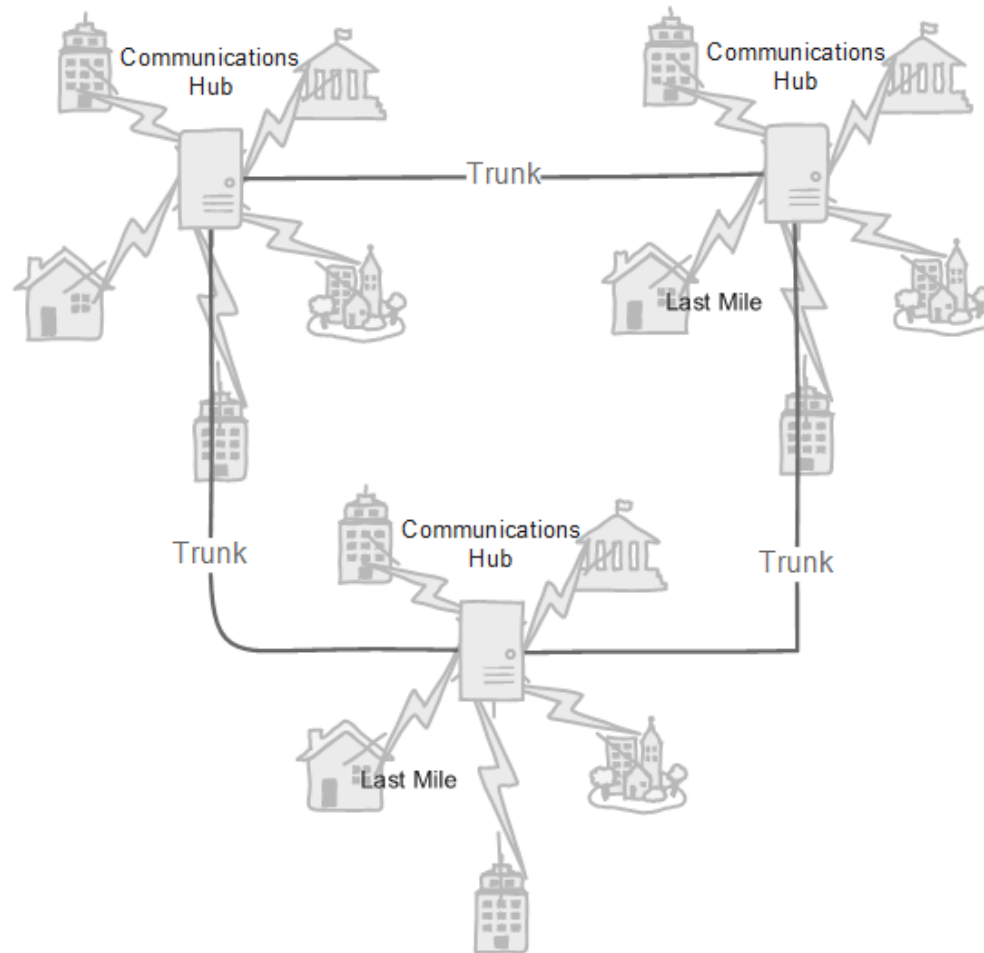 Communications
Hub
Communications
Hub
Trunk
Last Mile
Communications
Hub
Trunk
Trunk
Last Mile